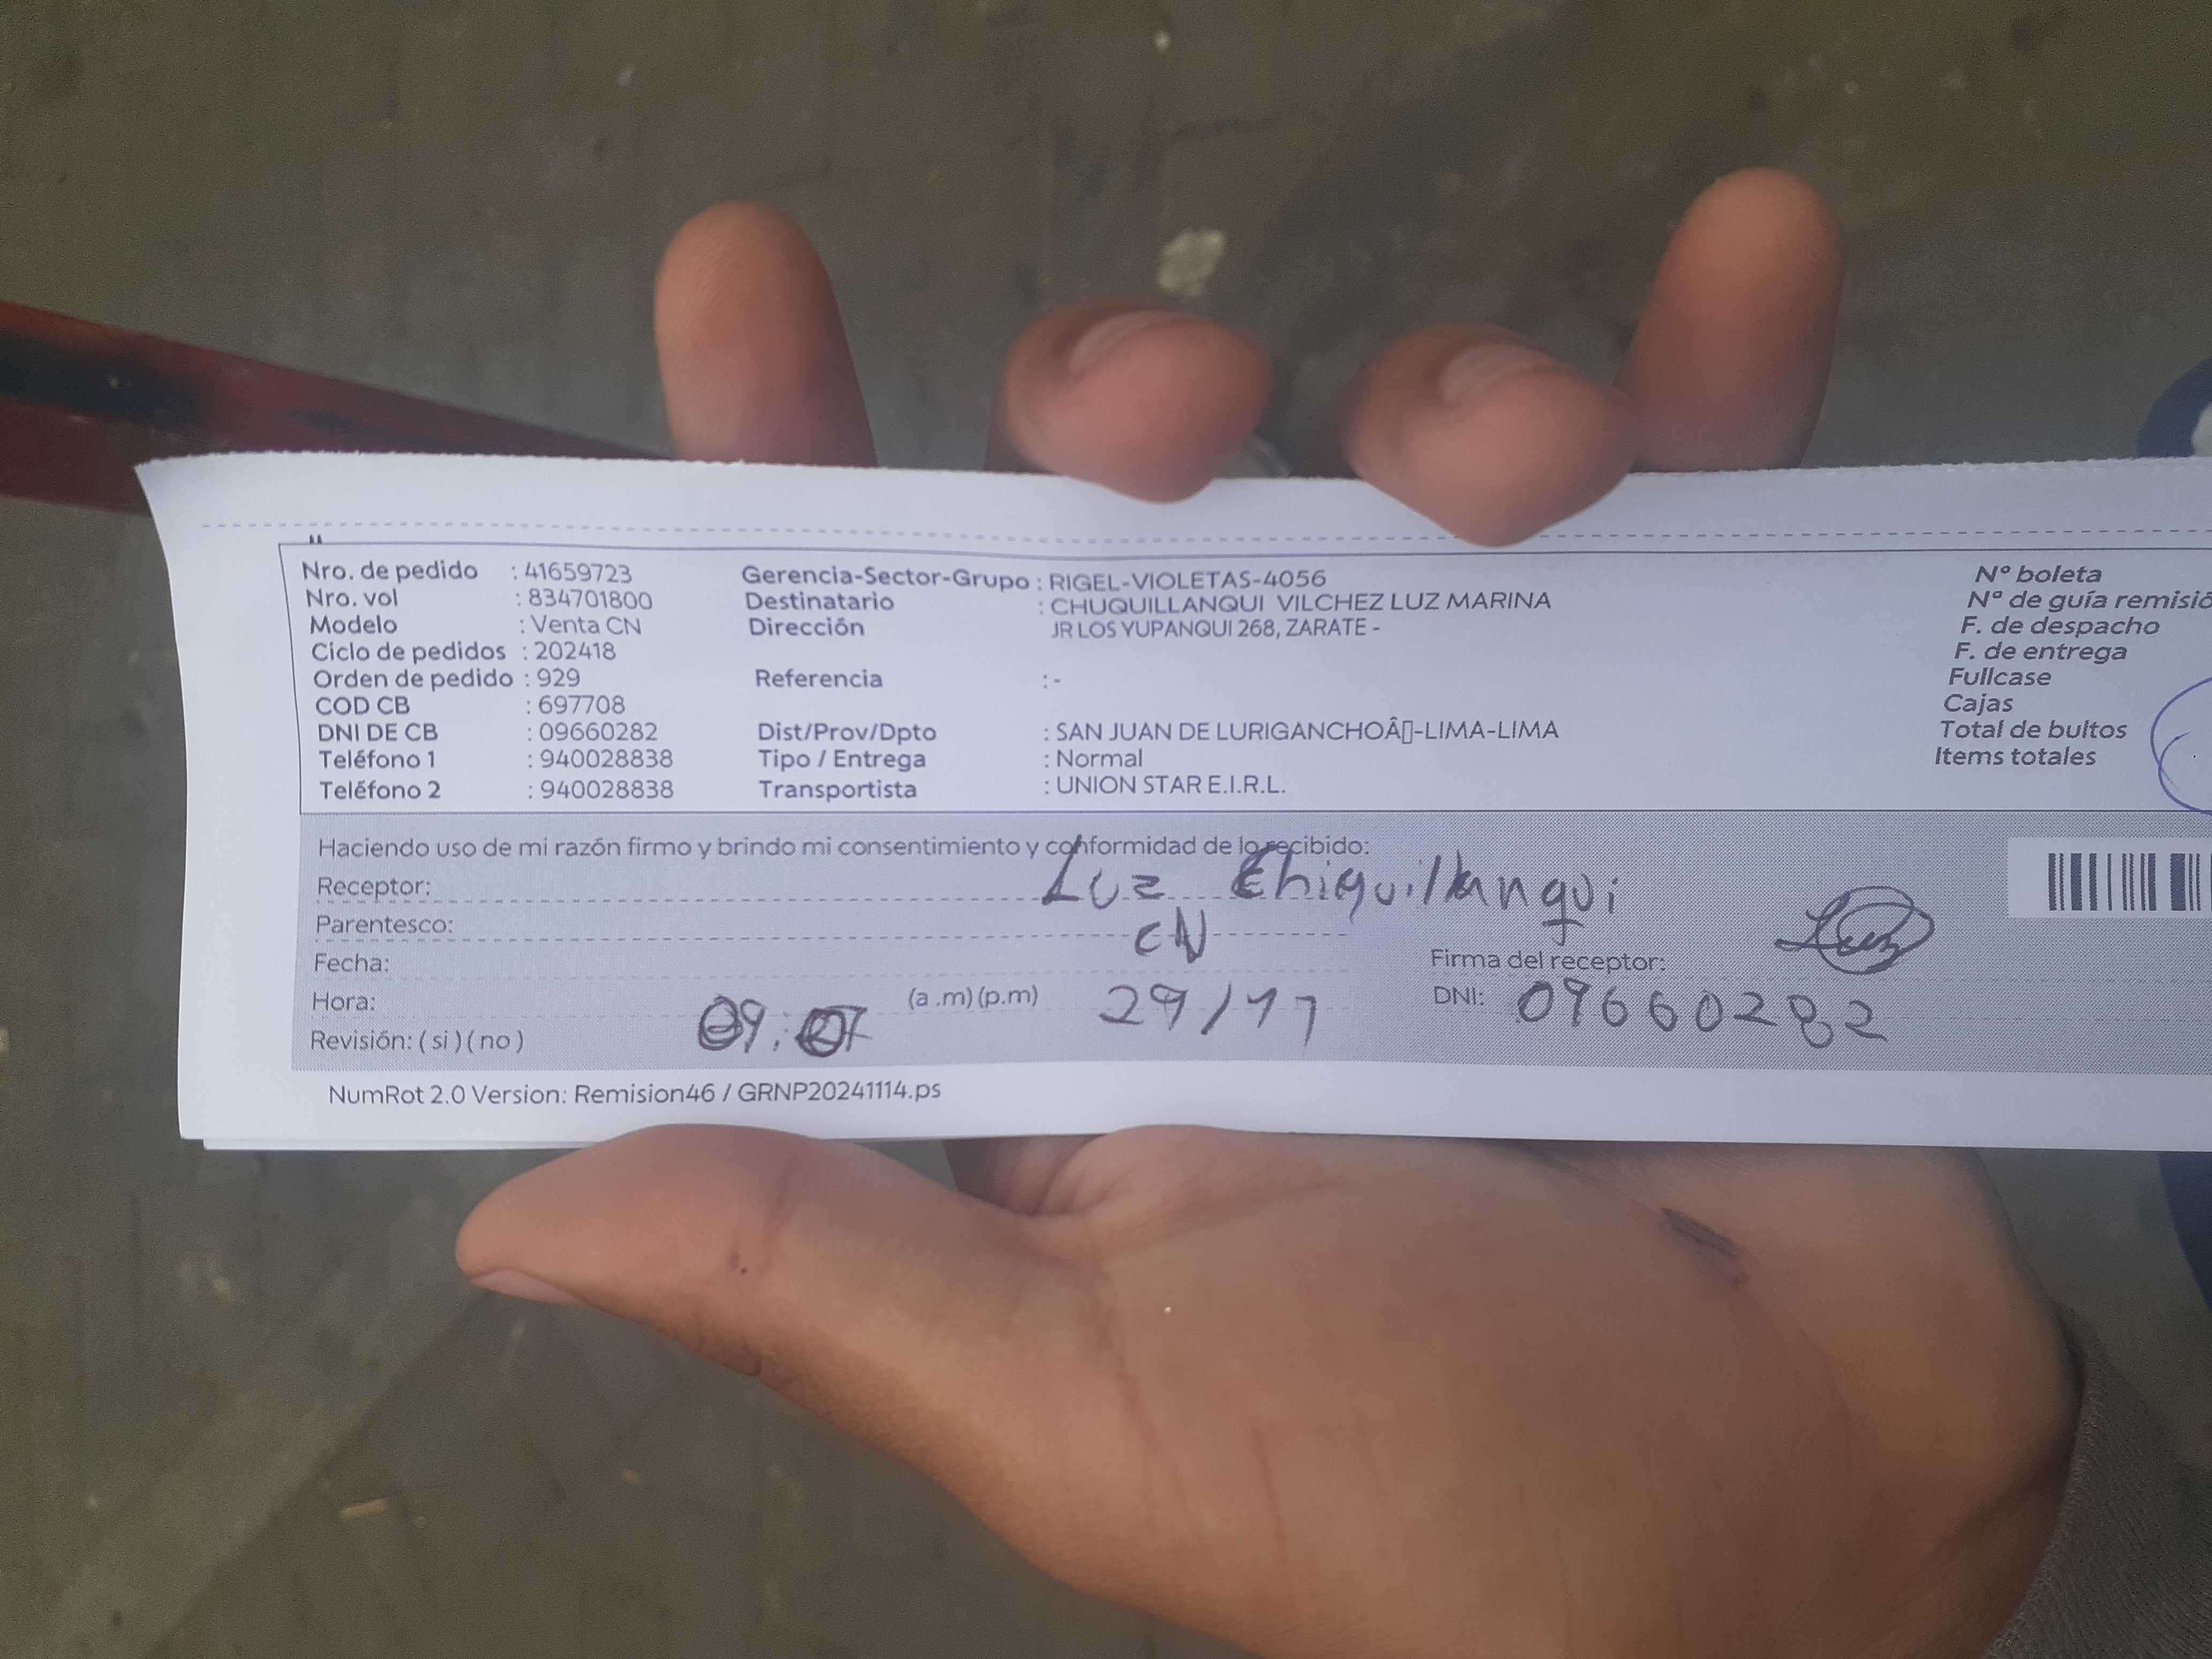 Nro. de pedido : 41659723
Nro. vol : 834701800
Modelo : Venta CN
Ciclo de pedidos : 202418
Orden de pedido : 929
COD CB : 697708
DNI DE CB : 09660282
Teléfono 1 : 940028838
Teléfono 2 : 940028838
Gerencia-Sector-Grupo : RIGEL-VIOLETAS-4056
Destinatario : CHUQUILLANQUI VILCHEZ LUZ MARINA
Dirección JR LOS YUPANQUI 268, ZARATE -
Referencia : -
Dist/Prov/Dpto : SAN JUAN DE LURIGANCHOÂ▯-LIMA-LIMA
Tipo / Entrega : Normal
Transportista : UNION STAR E.I.R.L.
Nº boleta
Nº de guía remisió
F. de despacho
F. de entrega
Fullcase
Cajas
Total de bultos
Items totales
Haciendo uso de mi razón firmo y brindo mi consentimiento y conformidad de lo recibido:
Receptor: Luz Chiquillanqui
Parentesco: CN
Fecha: 29/11
Hora: 09:07 (a .m) (p.m)
Revisión: ( si ) ( no )
Firma del receptor: Luz
DNI: 09660282
NumRot 2.0 Version: Remision46 / GRNP20241114.ps